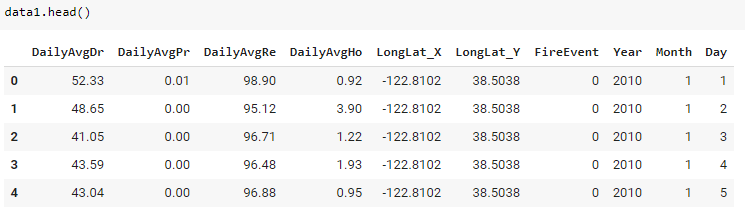 data1.head()
DailyAvgDr DailyAvgPr DailyAvgRe DailyAvgHo LongLat_X LongLat_Y FireEvent Year Month Day
0 52.33 0.01 98.90 0.92 -122.8102 38.5038 0 2010 1 1
1 48.65 0.00 95.12 3.90 -122.8102 38.5038 0 2010 1 2
2 41.05 0.00 96.71 1.22 -122.8102 38.5038 0 2010 1 3
3 43.59 0.00 96.48 1.93 -122.8102 38.5038 0 2010 1 4
4 43.04 0.00 96.88 0.95 -122.8102 38.5038 0 2010 1 5